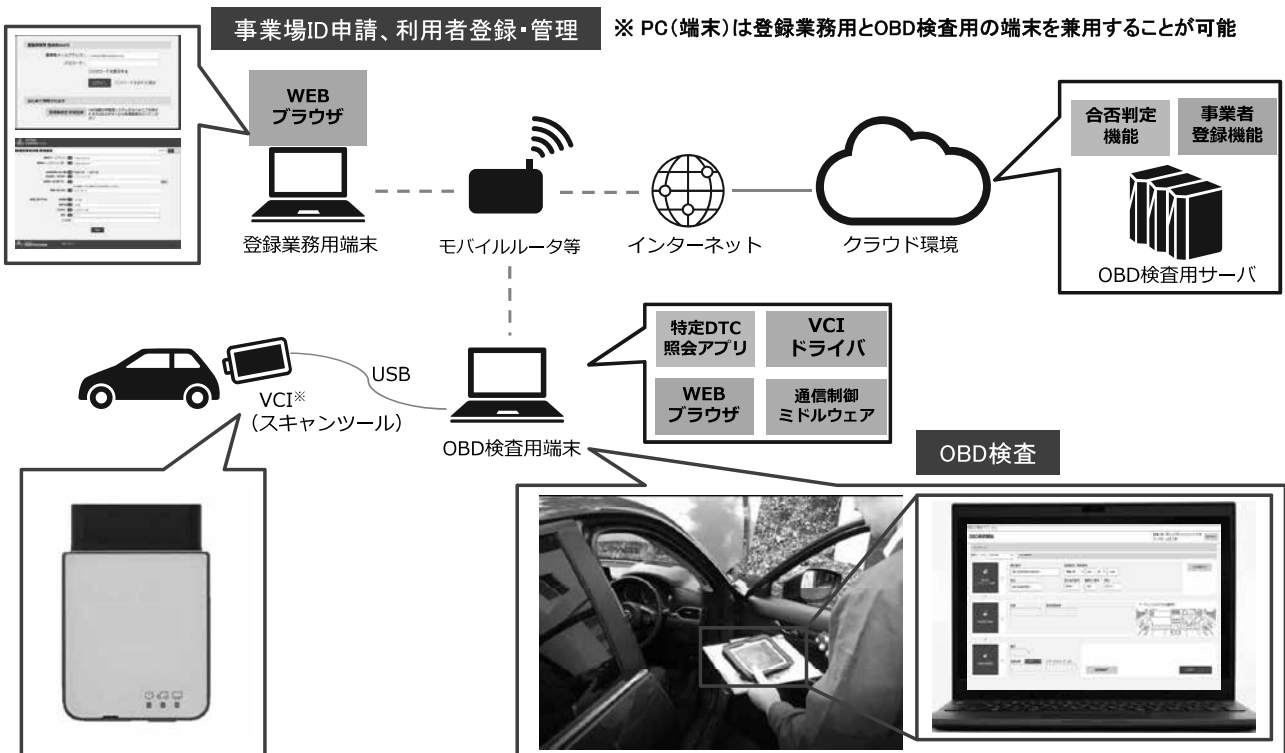 事業場ID申請、利用者登録・管理
※ PC（端末）は登録業務用とOBD検査用の端末を兼用することが可能
WEB
ブラウザ
合否判定
機能
事業者
登録機能
登録業務用端末
モバイルルータ等
インターネット
クラウド環境
OBD検査用サーバ
特定DTC
照会アプリ
VCI
ドライバ
WEB
ブラウザ
通信制御
ミドルウェア
USB
VCI※
（スキャンツール）
OBD検査用端末
OBD検査